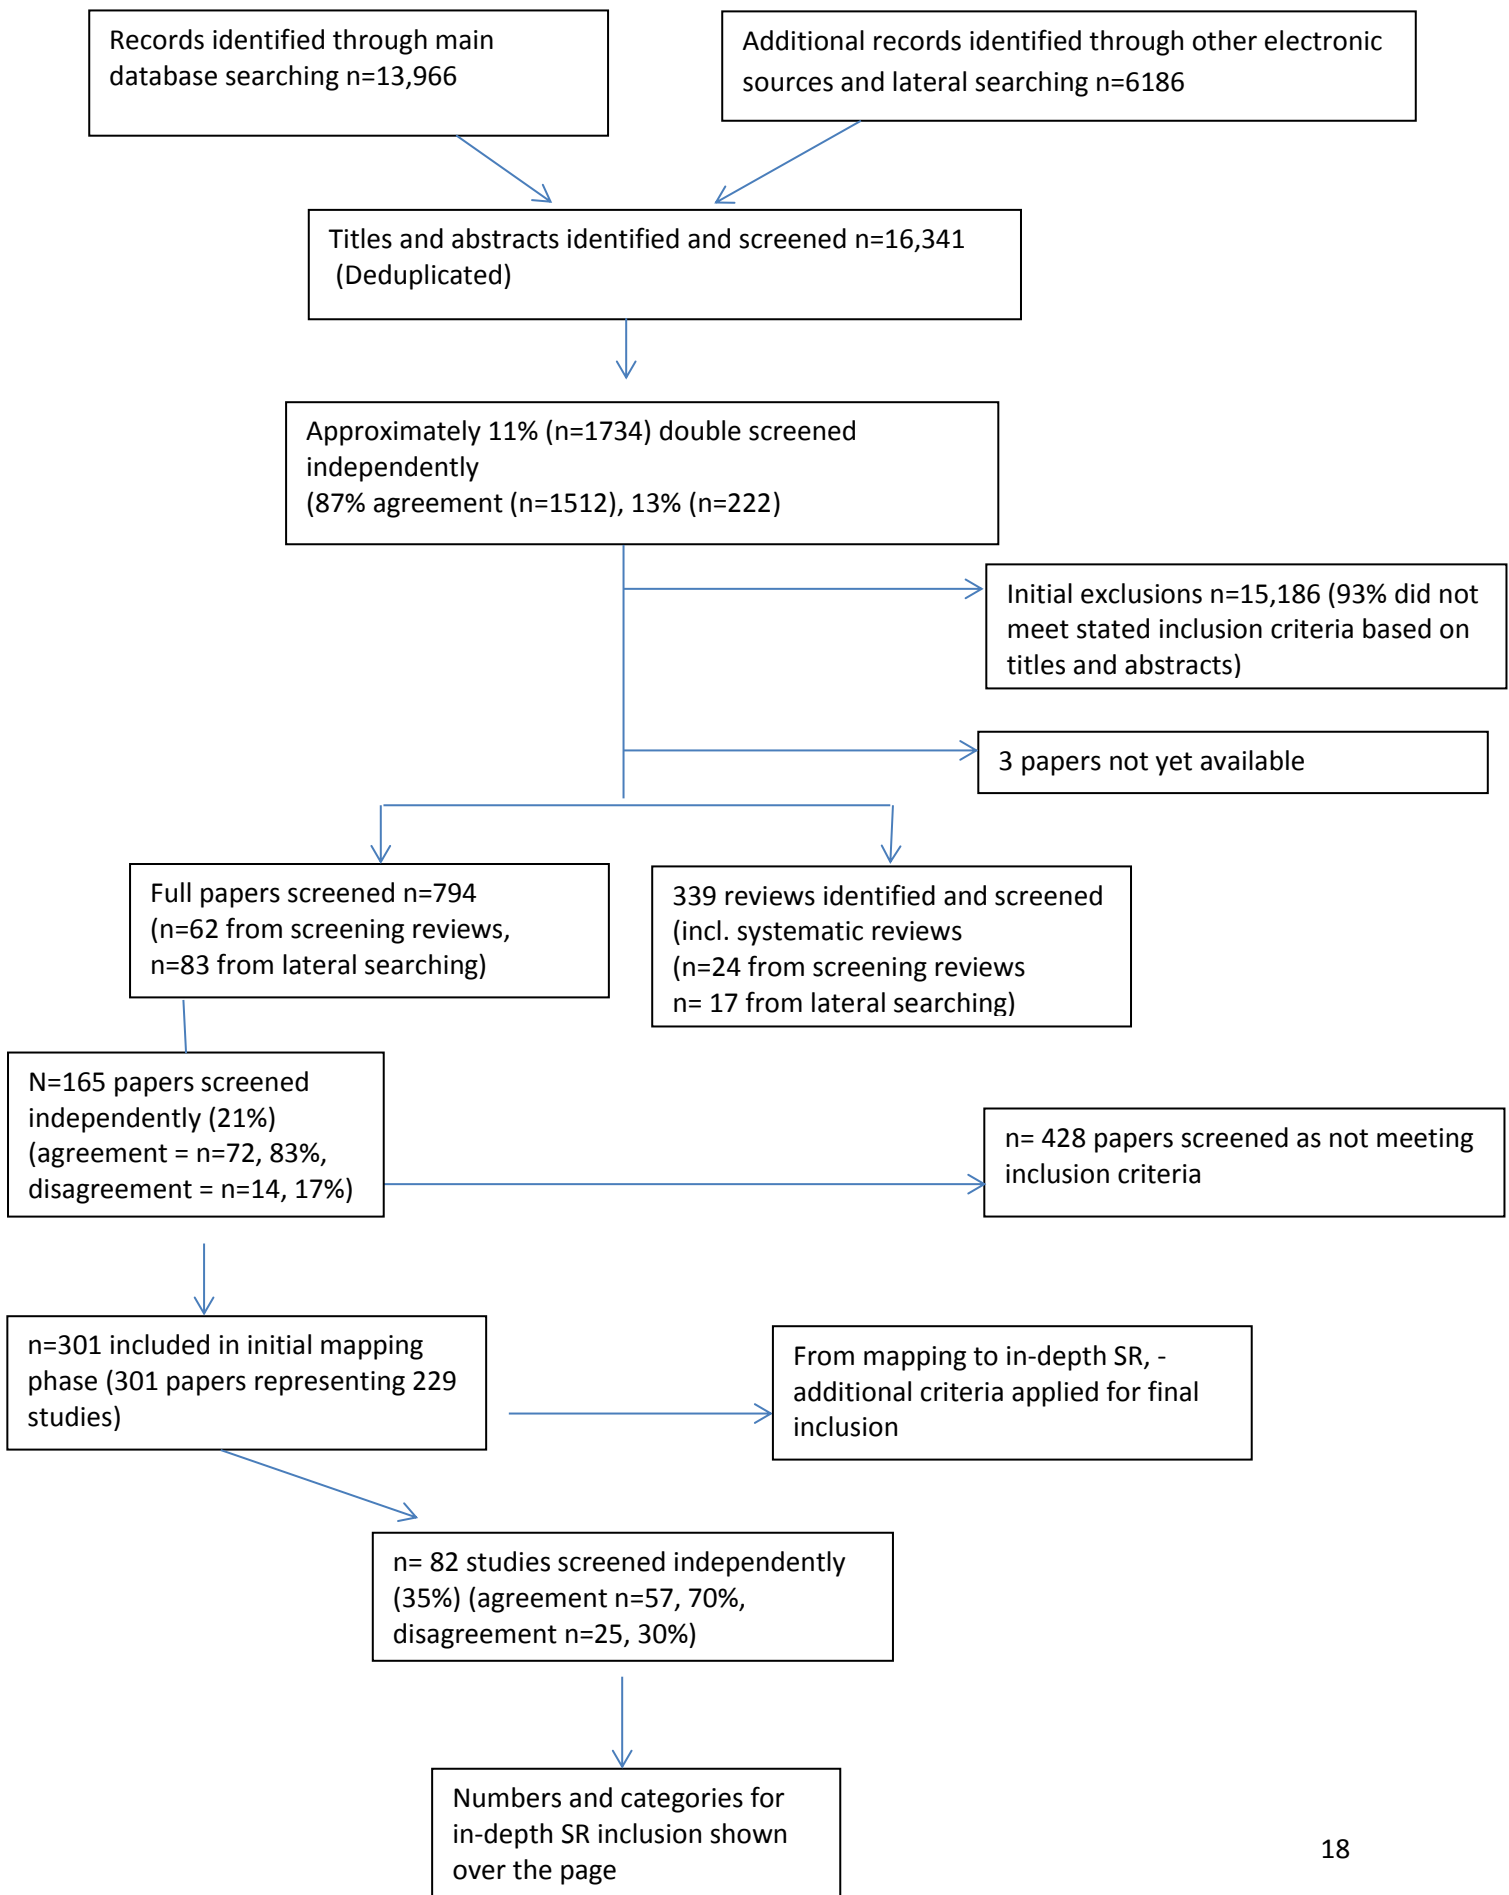 Records identified through main
database searching n=13,966
Additional records identified through other electronic
sources and lateral searching n=6186
Titles and abstracts identified and screened n=16,341
(Deduplicated)
Approximately 11% (n=1734) double screened
independently
(87% agreement (n=1512), 13% (n=222)
Initial exclusions n=15,186 (93% did not
meet stated inclusion criteria based on
titles and abstracts)
3 papers not yet available
Full papers screened n=794
(n=62 from screening reviews,
n=83 from lateral searching)
339 reviews identified and screened
(incl. systematic reviews
(n=24 from screening reviews
n= 17 from lateral searching)
N=165 papers screened
independently (21%)
(agreement = n=72, 83%,
disagreement = n=14, 17%)
n= 428 papers screened as not meeting
inclusion criteria
n=301 included in initial mapping
phase (301 papers representing 229
studies)
From mapping to in-depth SR, -
additional criteria applied for final
inclusion
n= 82 studies screened independently
(35%) (agreement n=57, 70%,
disagreement n=25, 30%)
Numbers and categories for
in-depth SR inclusion shown
over the page
18